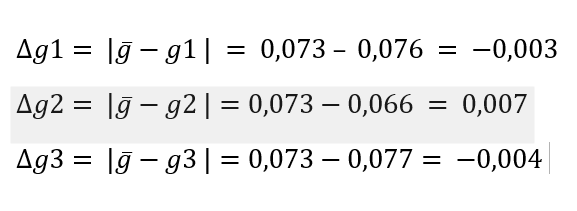 Δg1 = |g̅ − g1| = 0,073 – 0,076 = −0,003
Δg2 = |g̅ − g2| = 0,073 − 0,066 = 0,007
Δg3 = |g̅ − g3| = 0,073 − 0,077 = −0,004